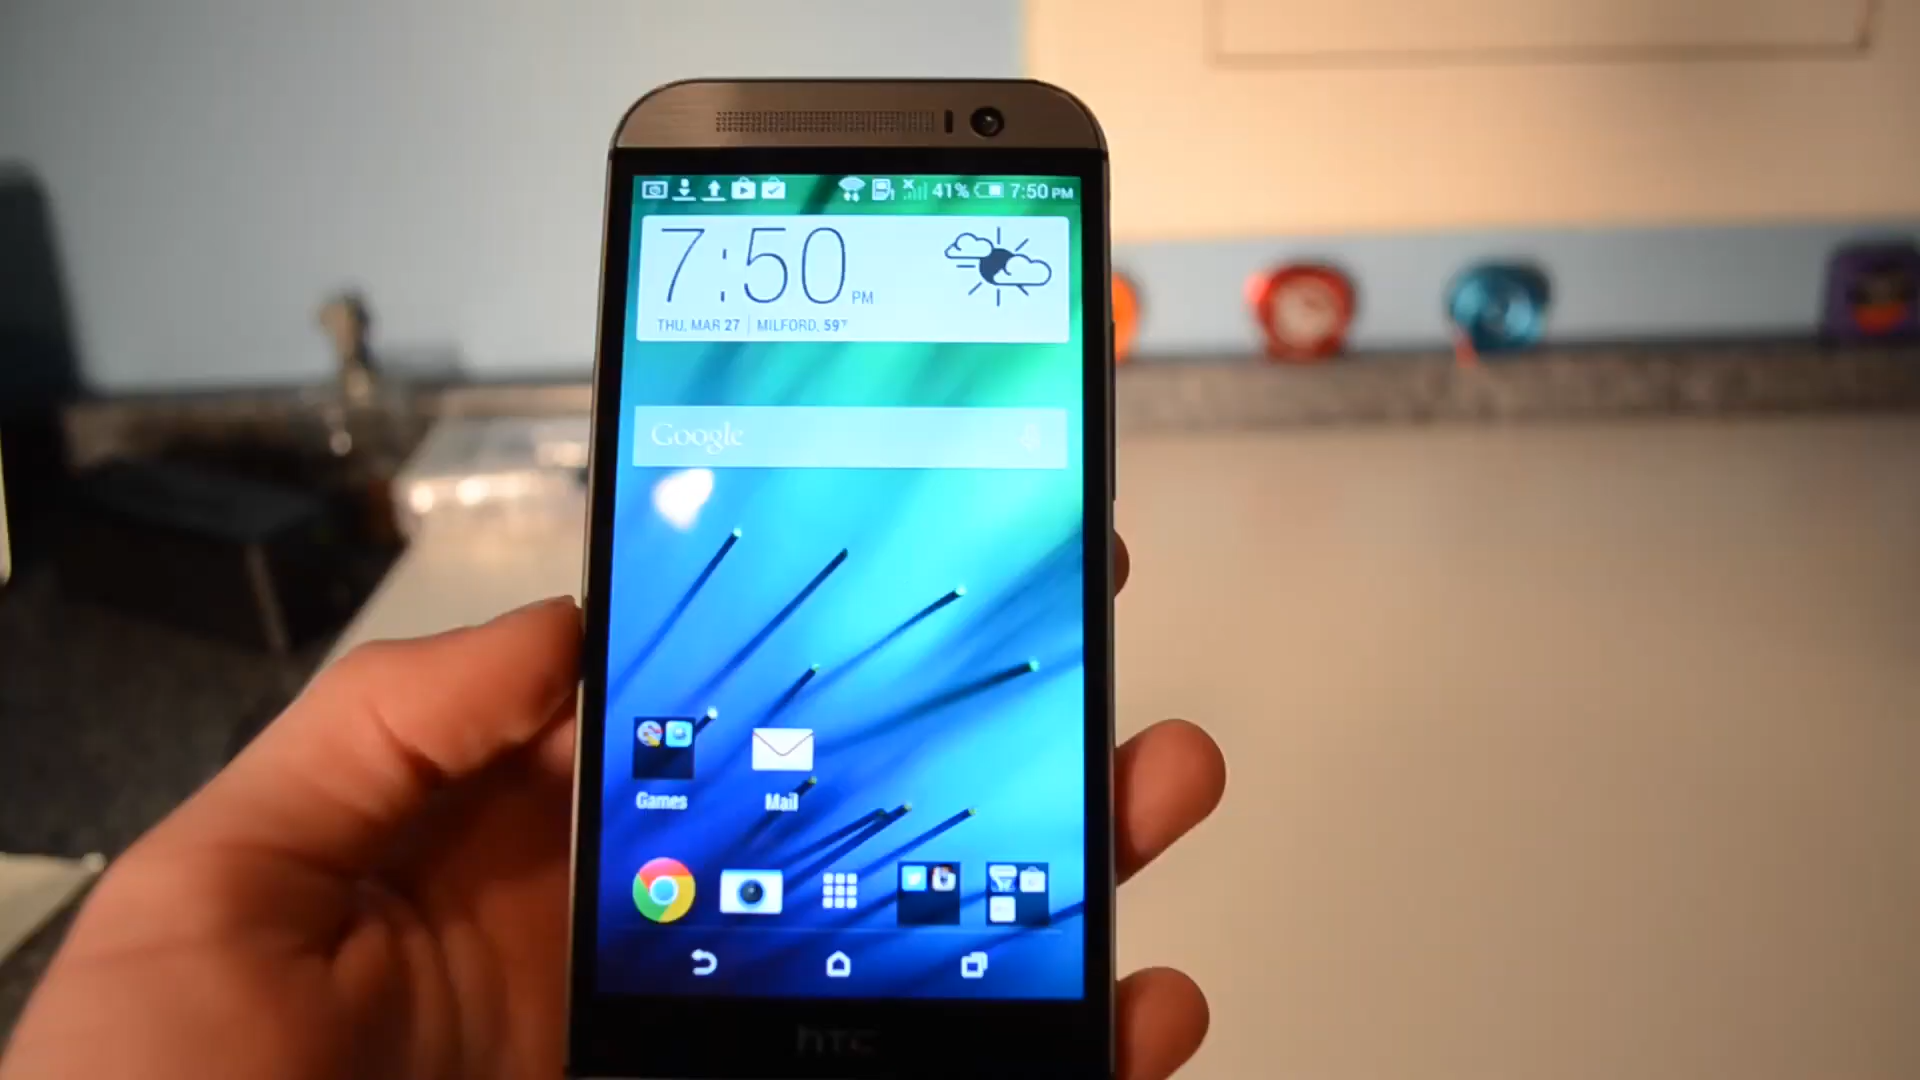 41% 7:50 PM
7:50 PM
THU, MAR 27 | MILFORD, 59°
Google
Games
Mail
hTC